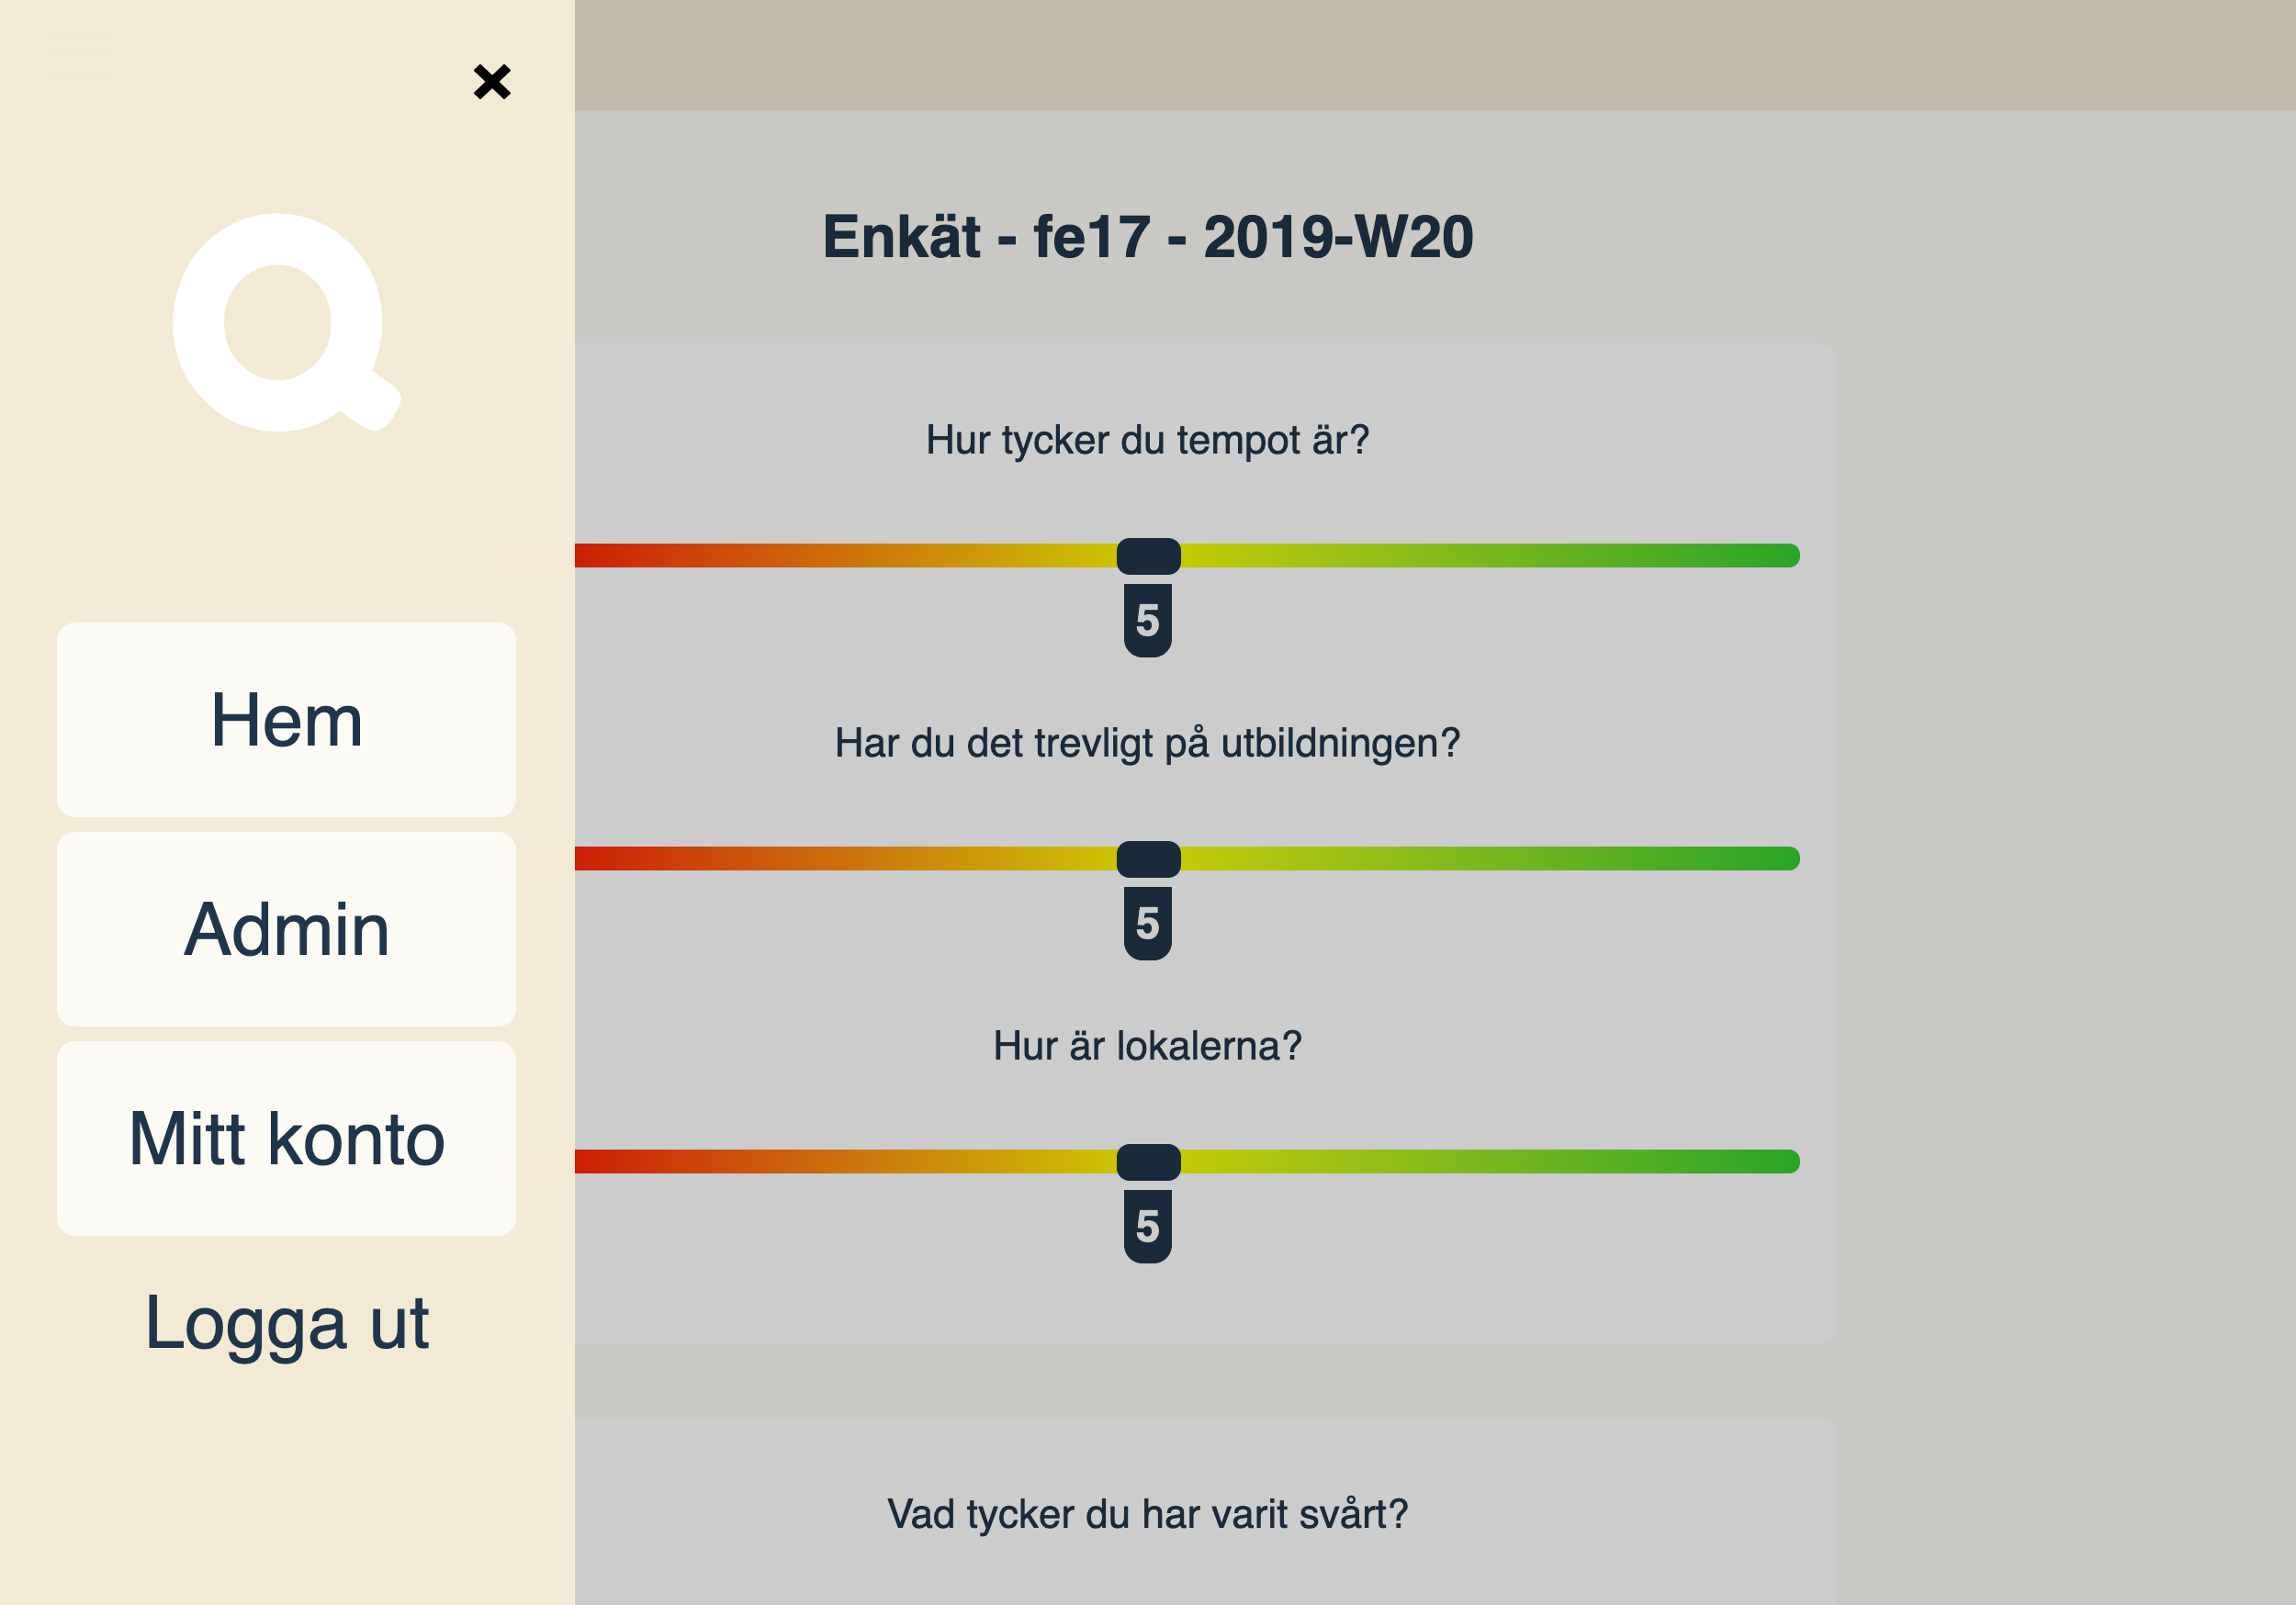 Q
Hem
Admin
Mitt konto
Logga ut
Enkät - fe17 - 2019-W20
Hur tycker du tempot är?
5
Har du det trevligt på utbildningen?
5
Hur är lokalerna?
5
Vad tycker du har varit svårt?